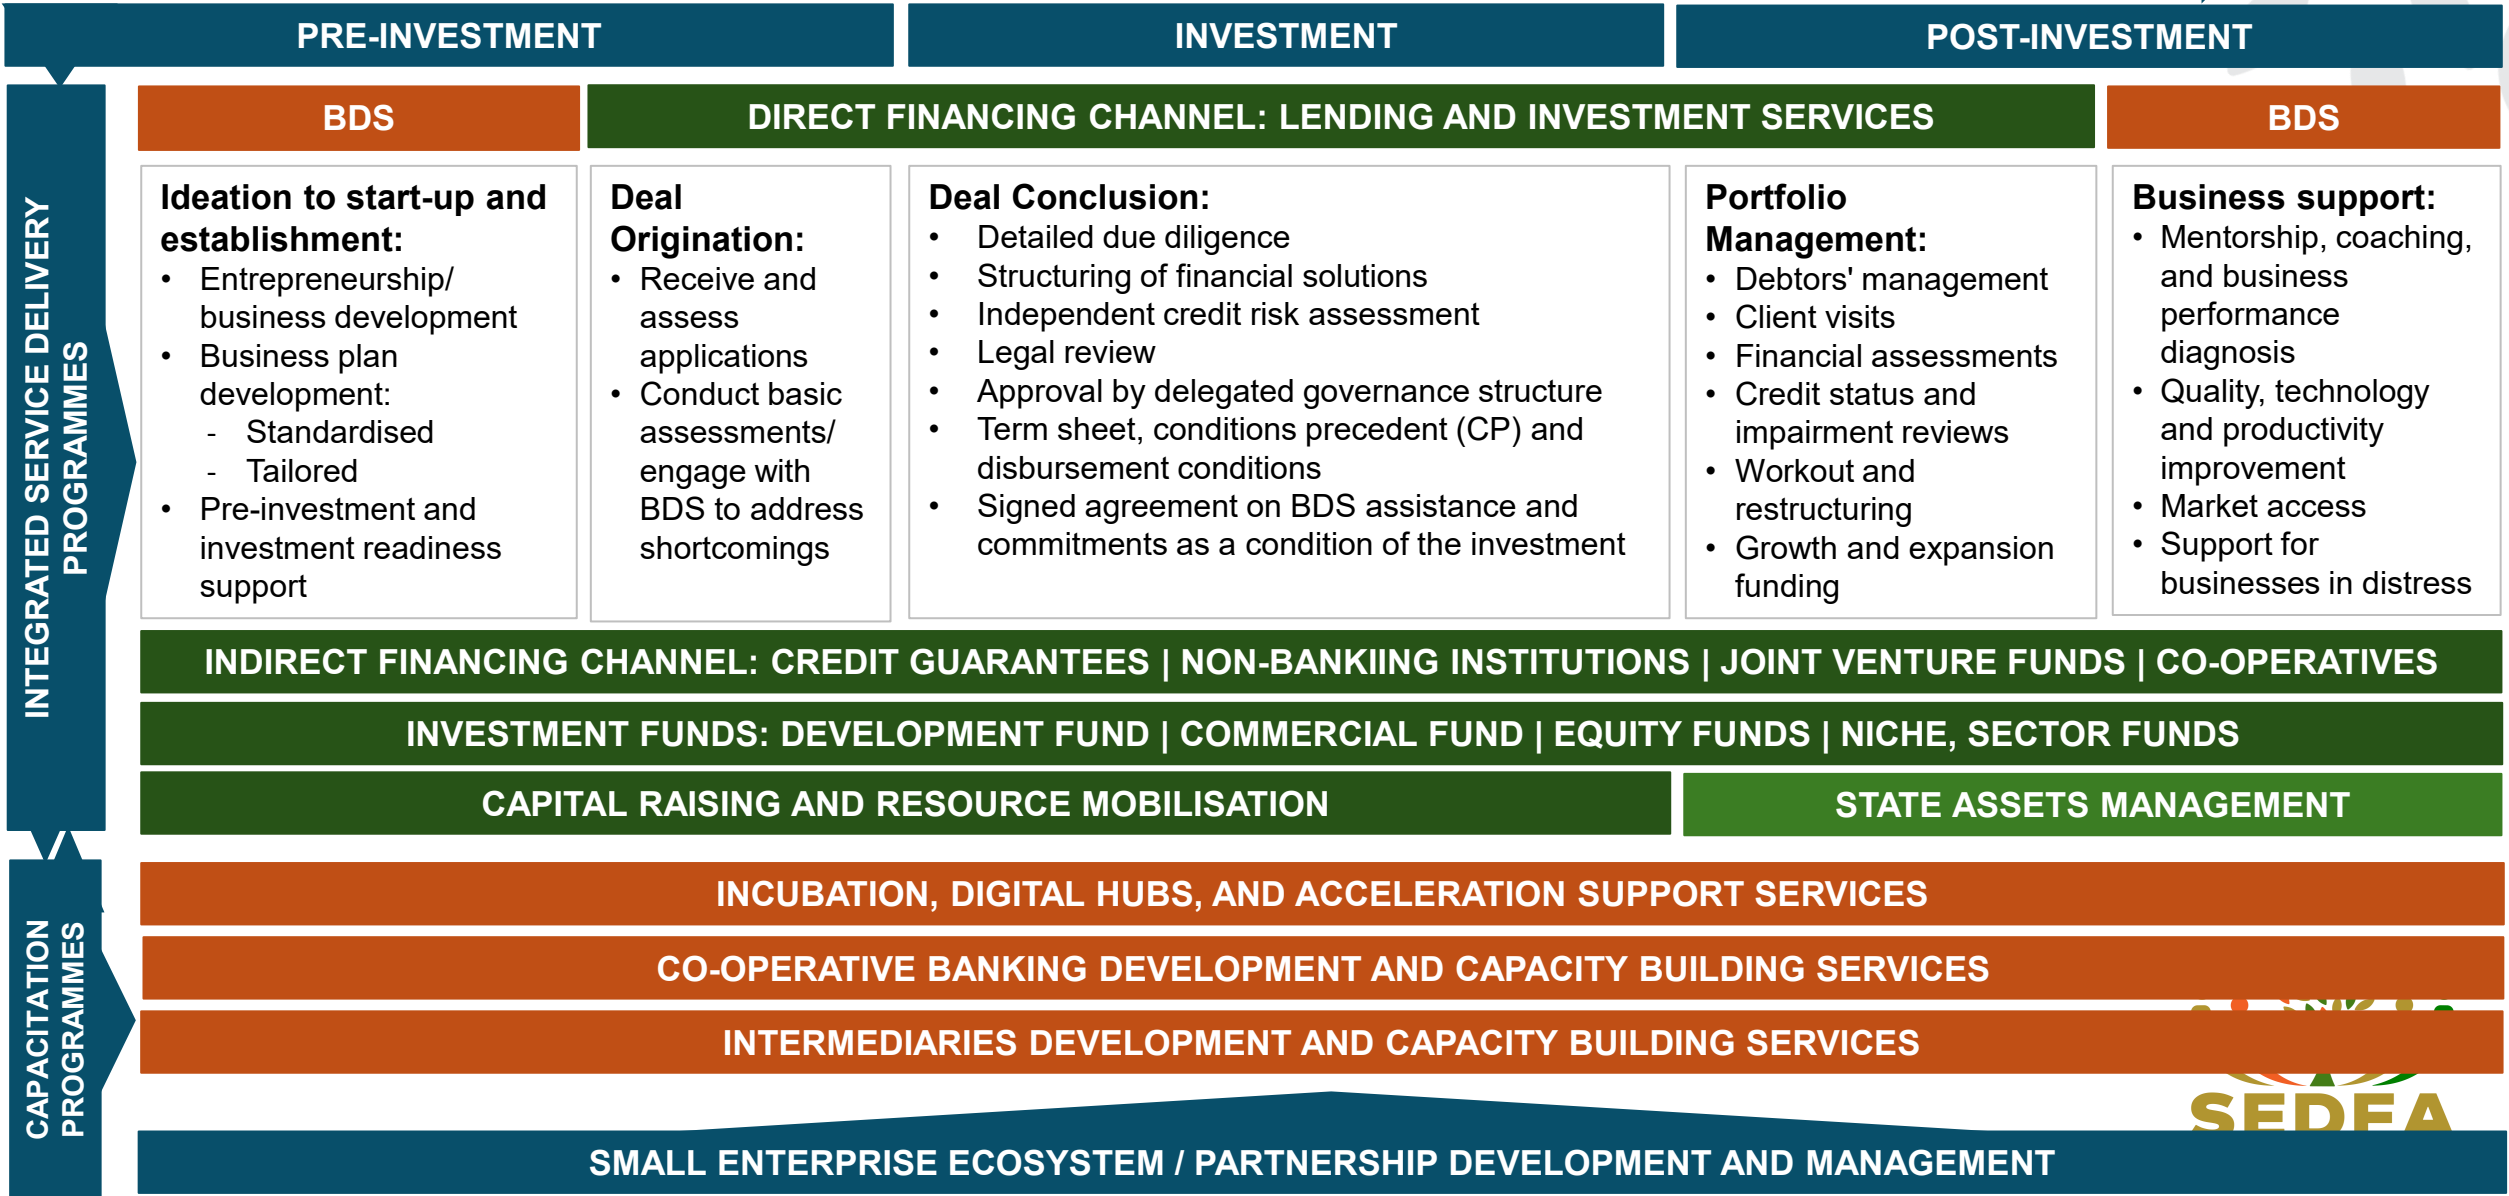 PRE-INVESTMENT
INVESTMENT
POST-INVESTMENT
INTEGRATED SERVICE DELIVERY
PROGRAMMES
BDS
DIRECT FINANCING CHANNEL: LENDING AND INVESTMENT SERVICES
BDS
Ideation to start-up and
establishment:
• Entrepreneurship/
business development
• Business plan
development:
- Standardised
- Tailored
• Pre-investment and
investment readiness
support
Deal
Origination:
• Receive and
assess
applications
• Conduct basic
assessments/
engage with
BDS to address
shortcomings
Deal Conclusion:
• Detailed due diligence
• Structuring of financial solutions
• Independent credit risk assessment
• Legal review
• Approval by delegated governance structure
• Term sheet, conditions precedent (CP) and
disbursement conditions
• Signed agreement on BDS assistance and
commitments as a condition of the investment
Portfolio
Management:
• Debtors' management
• Client visits
• Financial assessments
• Credit status and
impairment reviews
• Workout and
restructuring
• Growth and expansion
funding
Business support:
• Mentorship, coaching,
and business
performance
diagnosis
• Quality, technology
and productivity
improvement
• Market access
• Support for
businesses in distress
INDIRECT FINANCING CHANNEL: CREDIT GUARANTEES | NON-BANKIING INSTITUTIONS | JOINT VENTURE FUNDS | CO-OPERATIVES
INVESTMENT FUNDS: DEVELOPMENT FUND | COMMERCIAL FUND | EQUITY FUNDS | NICHE, SECTOR FUNDS
CAPITAL RAISING AND RESOURCE MOBILISATION
STATE ASSETS MANAGEMENT
CAPACITATION
PROGRAMMES
INCUBATION, DIGITAL HUBS, AND ACCELERATION SUPPORT SERVICES
CO-OPERATIVE BANKING DEVELOPMENT AND CAPACITY BUILDING SERVICES
INTERMEDIARIES DEVELOPMENT AND CAPACITY BUILDING SERVICES
SEDFA
SMALL ENTERPRISE ECOSYSTEM / PARTNERSHIP DEVELOPMENT AND MANAGEMENT